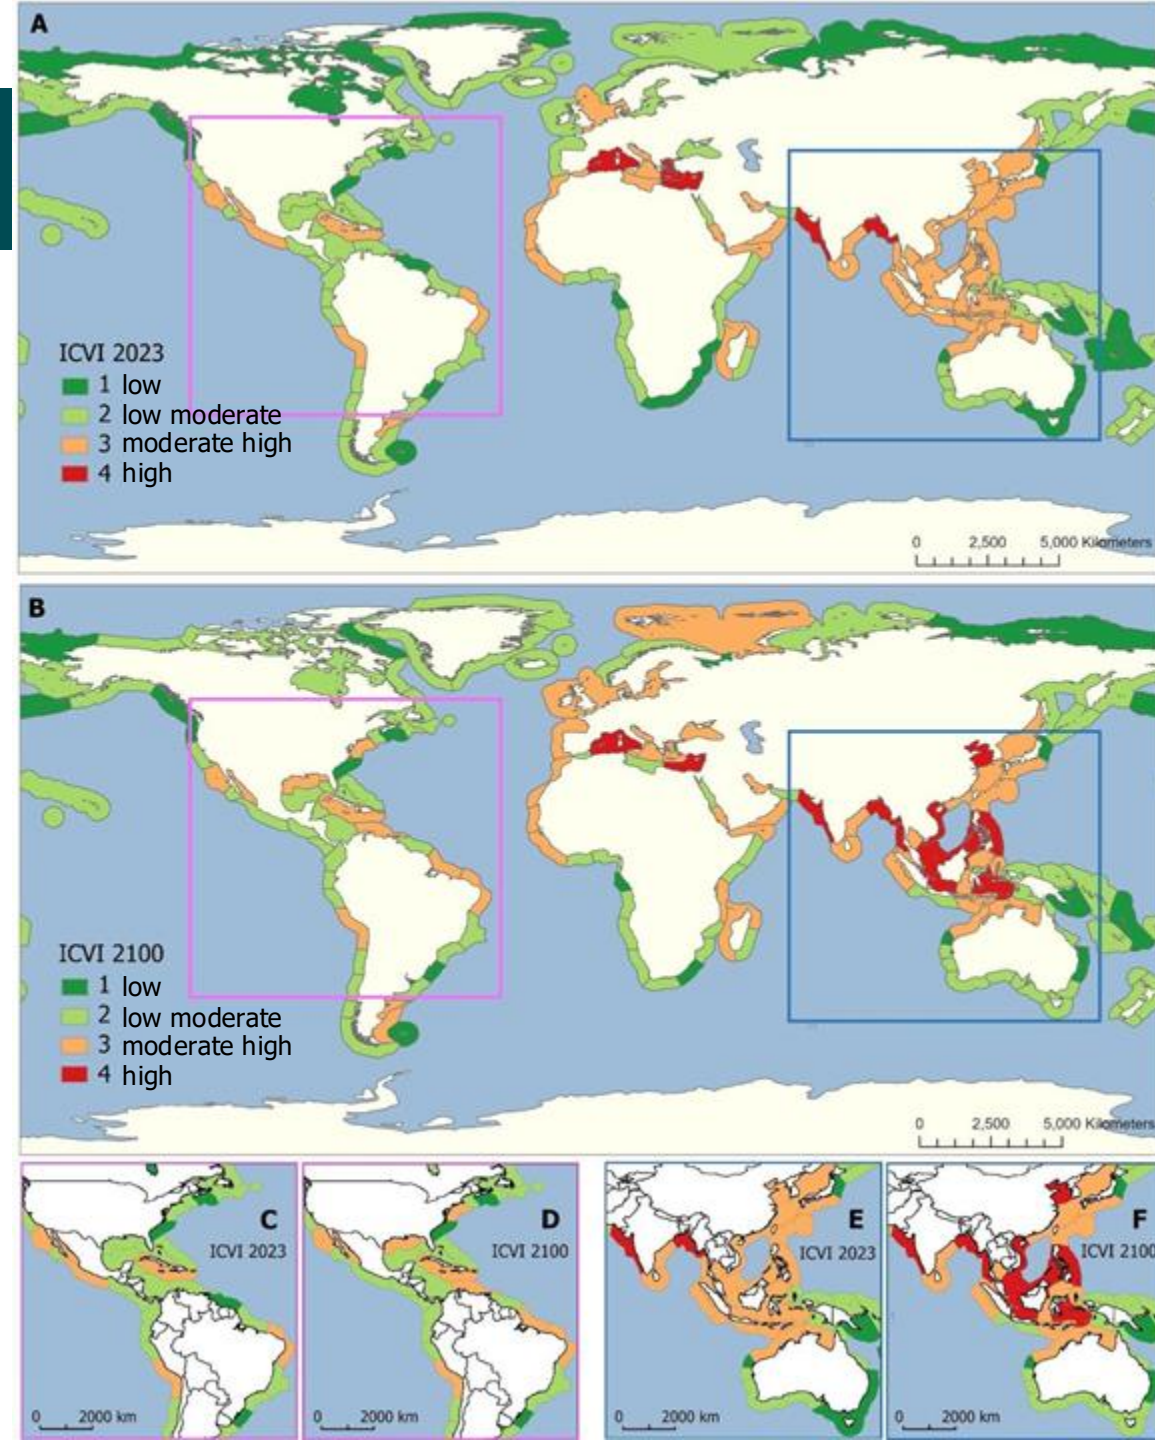 A
ICVI 2023
1 low
2 low moderate
3 moderate high
4 high
0 2,500 5,000 Kilometers
B
ICVI 2100
1 low
2 low moderate
3 moderate high
4 high
0 2,500 5,000 Kilometers
C
ICVI 2023
0 2000 km
D
ICVI 2100
0 2000 km
E
ICVI 2023
0 2000 km
F
ICVI 2100
0 2000 km